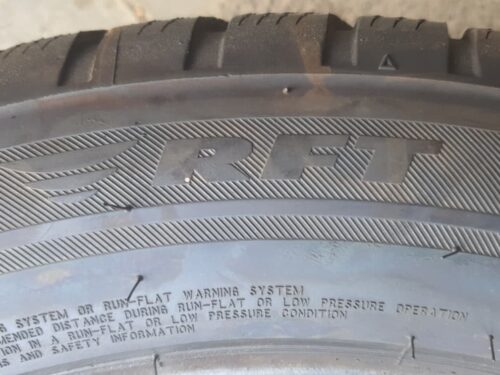 RFT
SYSTEM OR RUN-FLAT WARNING SYSTEM
MENDED DISTANCE DURING RUN-FLAT OR LOW PRESSURE OPERATION
ION IN A RUN-FLAT OR LOW PRESSURE CONDITION
S AND SAFETY INFORMATION